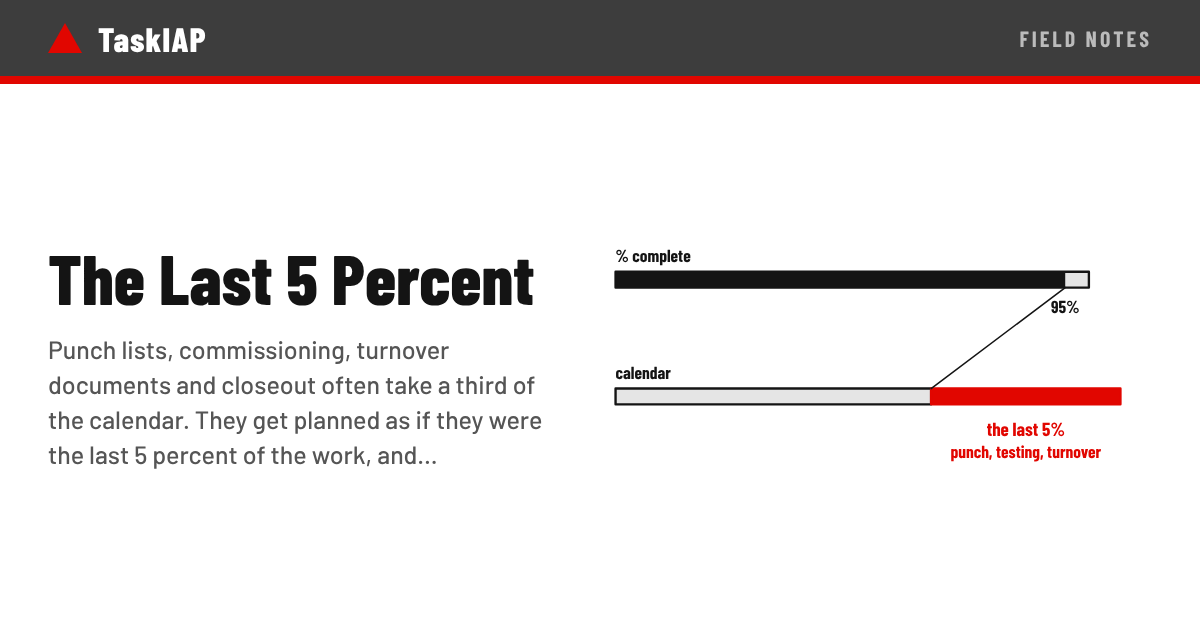 TaskIAP
FIELD NOTES
The Last 5 Percent
Punch lists, commissioning, turnover
documents and closeout often take a third of
the calendar. They get planned as if they were
the last 5 percent of the work, and...
% complete
95%
calendar
the last 5%
punch, testing, turnover